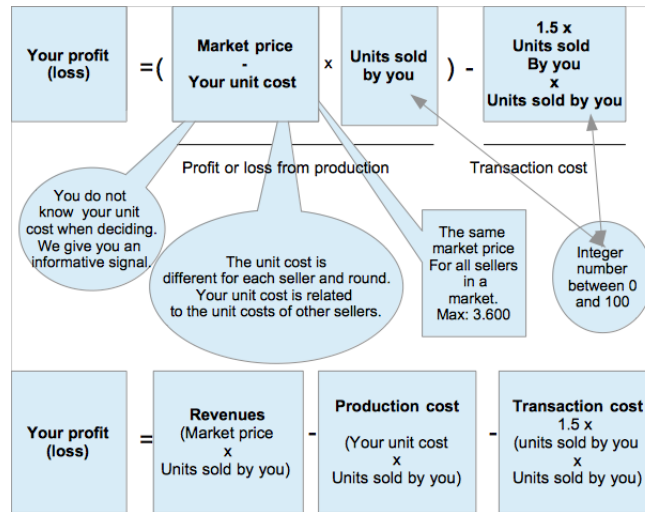 Your profit
(loss)
=(
Market price
-
Your unit cost
x
Units sold
by you
)
-
1.5 x
Units sold
By you
x
Units sold by you
Profit or loss from production
Transaction cost
You do not
know your unit
cost when deciding.
We give you an
informative signal.
The unit cost is
different for each seller and round.
Your unit cost is related
to the unit costs of other sellers.
The same
market price
For all sellers
in a
market.
Max: 3.600
Integer
number
between 0
and 100
Your profit
(loss)
=
Revenues
(Market price
x
Units sold by you)
-
Production cost
(Your unit cost
x
Units sold by you)
-
Transaction cost
1.5 x
(units sold by you
x
Units sold by you)